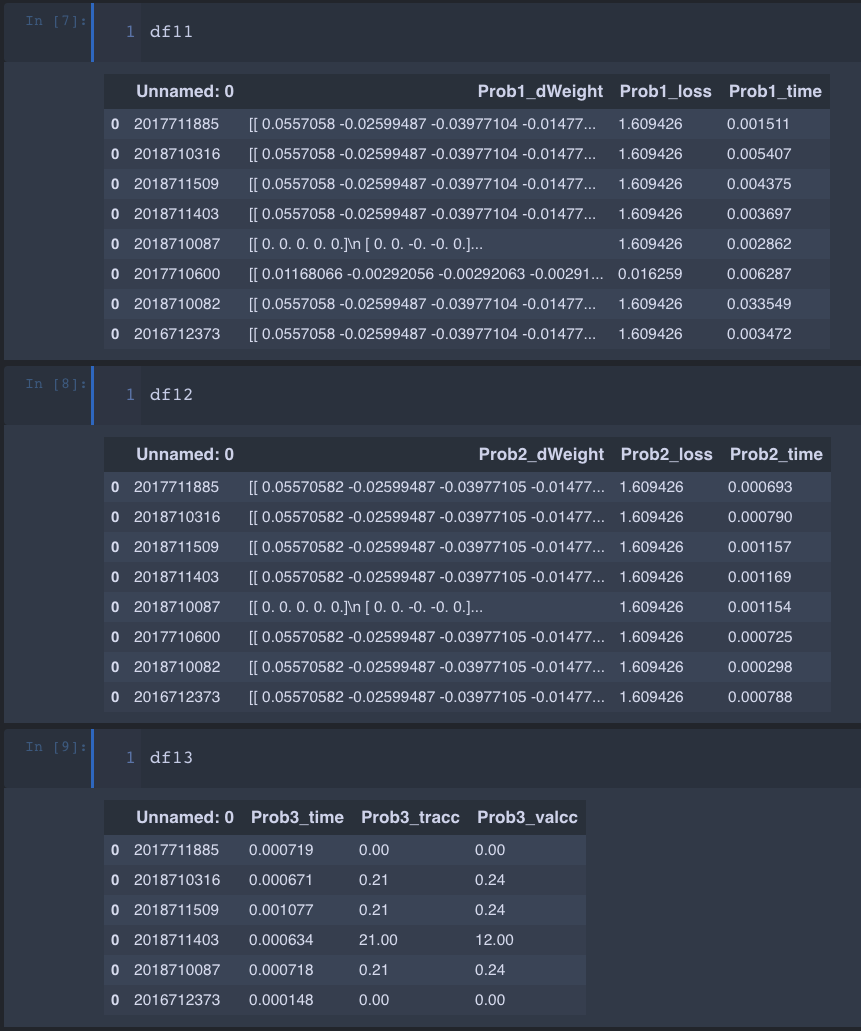 In [7]: 1 df11
Unnamed: 0 Prob1_dWeight Prob1_loss Prob1_time
0 2017711885 [[ 0.0557058 -0.02599487 -0.03977104 -0.01477... 1.609426 0.001511
0 2018710316 [[ 0.0557058 -0.02599487 -0.03977104 -0.01477... 1.609426 0.005407
0 2018711509 [[ 0.0557058 -0.02599487 -0.03977104 -0.01477... 1.609426 0.004375
0 2018711403 [[ 0.0557058 -0.02599487 -0.03977104 -0.01477... 1.609426 0.003697
0 2018710087 [[ 0. 0. 0. 0. 0.]\n [ 0. 0. -0. -0. 0.]... 1.609426 0.002862
0 2017710600 [[ 0.01168066 -0.00292056 -0.00292063 -0.00291... 0.016259 0.006287
0 2018710082 [[ 0.0557058 -0.02599487 -0.03977104 -0.01477... 1.609426 0.033549
0 2016712373 [[ 0.0557058 -0.02599487 -0.03977104 -0.01477... 1.609426 0.003472
In [8]: 1 df12
Unnamed: 0 Prob2_dWeight Prob2_loss Prob2_time
0 2017711885 [[ 0.05570582 -0.02599487 -0.03977105 -0.01477... 1.609426 0.000693
0 2018710316 [[ 0.05570582 -0.02599487 -0.03977105 -0.01477... 1.609426 0.000790
0 2018711509 [[ 0.05570582 -0.02599487 -0.03977105 -0.01477... 1.609426 0.001157
0 2018711403 [[ 0.05570582 -0.02599487 -0.03977105 -0.01477... 1.609426 0.001169
0 2018710087 [[ 0. 0. 0. 0. 0.]\n [ 0. 0. -0. -0. 0.]... 1.609426 0.001154
0 2017710600 [[ 0.05570582 -0.02599487 -0.03977105 -0.01477... 1.609426 0.000725
0 2018710082 [[ 0.05570582 -0.02599487 -0.03977105 -0.01477... 1.609426 0.000298
0 2016712373 [[ 0.05570582 -0.02599487 -0.03977105 -0.01477... 1.609426 0.000788
In [9]: 1 df13
Unnamed: 0 Prob3_time Prob3_tracc Prob3_valcc
0 2017711885 0.000719 0.00 0.00
0 2018710316 0.000671 0.21 0.24
0 2018711509 0.001077 0.21 0.24
0 2018711403 0.000634 21.00 12.00
0 2018710087 0.000718 0.21 0.24
0 2016712373 0.000148 0.00 0.00